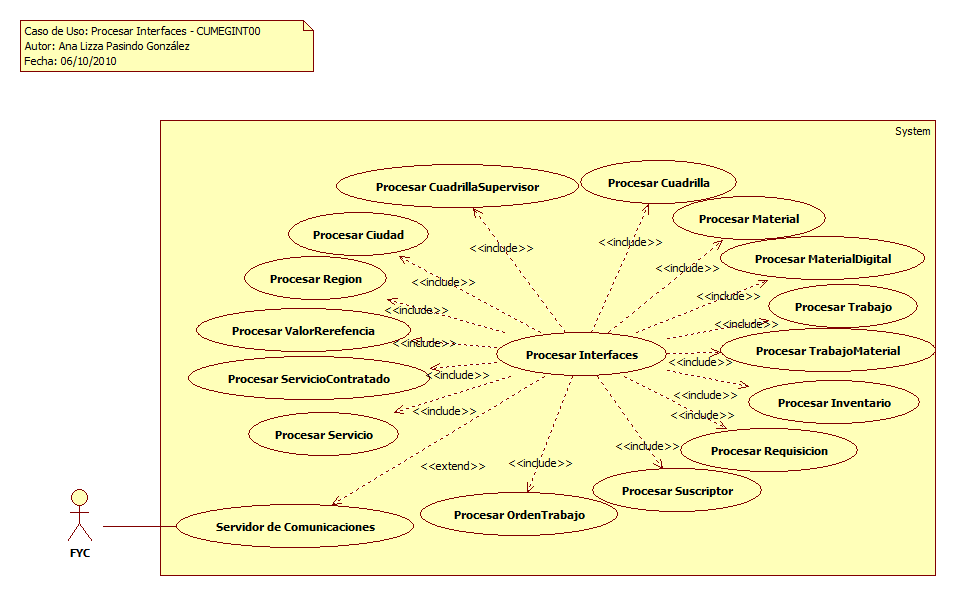 Caso de Uso: Procesar Interfaces - CUMEGINT00
Autor: Ana Lizza Pasindo González
Fecha: 06/10/2010
System
Procesar CuadrillaSupervisor
Procesar Cuadrilla
Procesar Material
Procesar Ciudad
<<include>>
<<include>>
Procesar MaterialDigital
<<include>>
Procesar Region
<<include>>
<<include>>
Procesar Trabajo
<<include>>
<<include>>
Procesar ValorRerefencia
<<include>>
Procesar Interfaces
Procesar TrabajoMaterial
<<include>>
Procesar ServicioContratado
<<include>>
<<include>>
Procesar Inventario
<<include>>
<<include>>
Procesar Servicio
<<include>>
Procesar Requisicion
<<extend>>
<<include>>
Procesar Suscriptor
Procesar OrdenTrabajo
Servidor de Comunicaciones
FYC